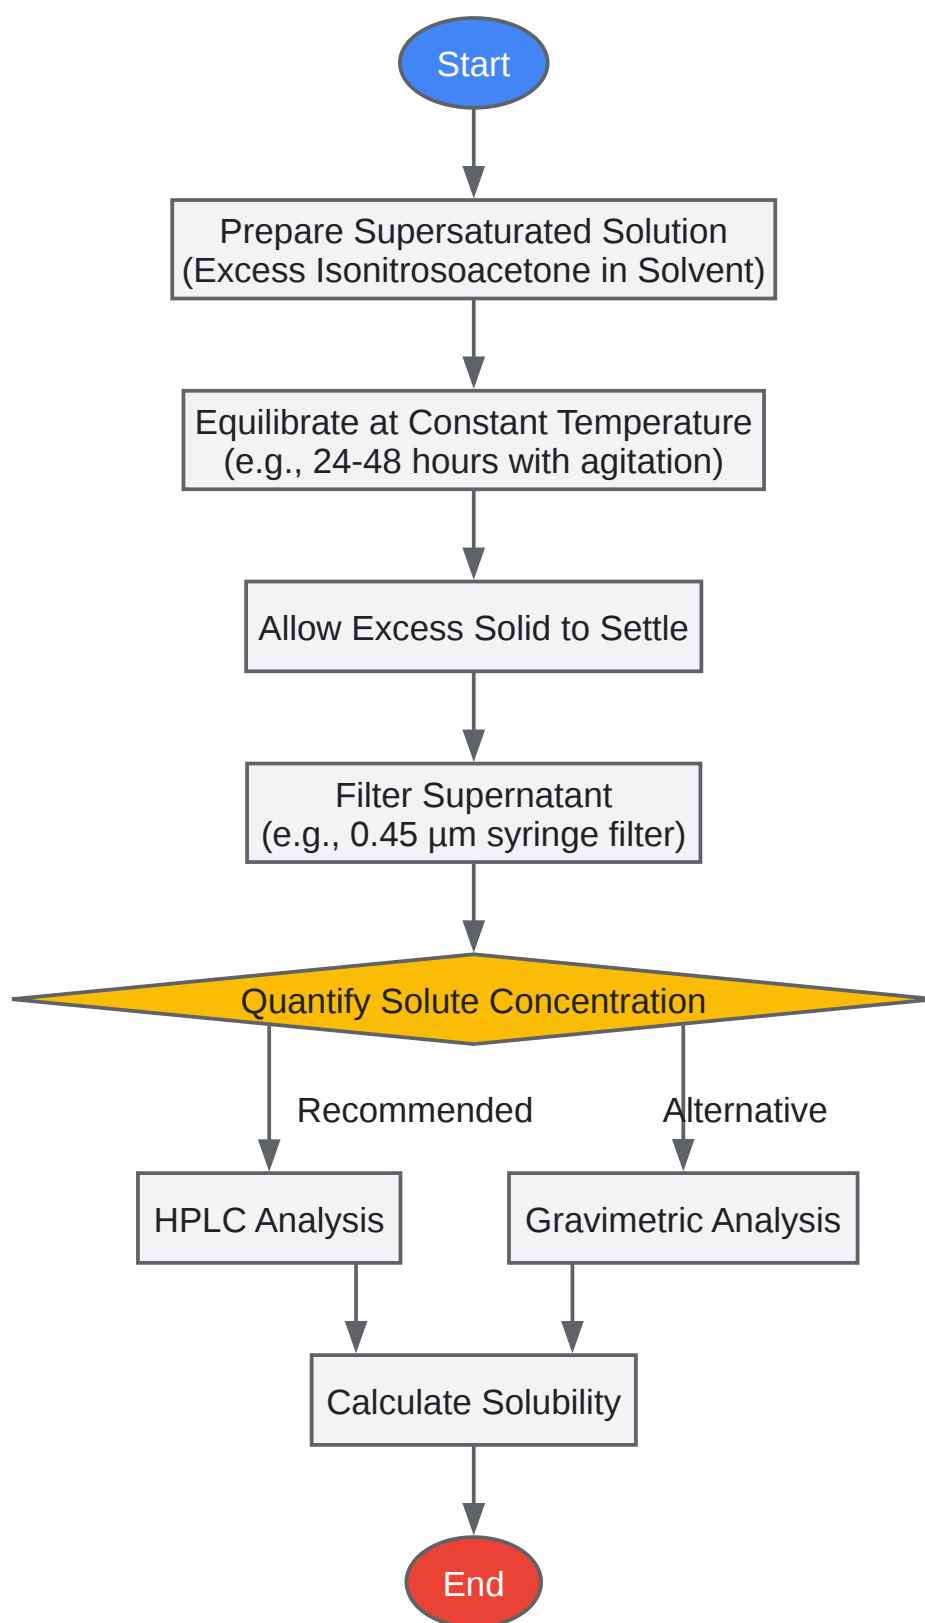 Start
Prepare Supersaturated Solution
(Excess Isonitrosoacetone in Solvent)
Equilibrate at Constant Temperature
(e.g., 24-48 hours with agitation)
Allow Excess Solid to Settle
Filter Supernatant
(e.g., 0.45 µm syringe filter)
Quantify Solute Concentration
Recommended
Alternative
HPLC Analysis
Gravimetric Analysis
Calculate Solubility
End